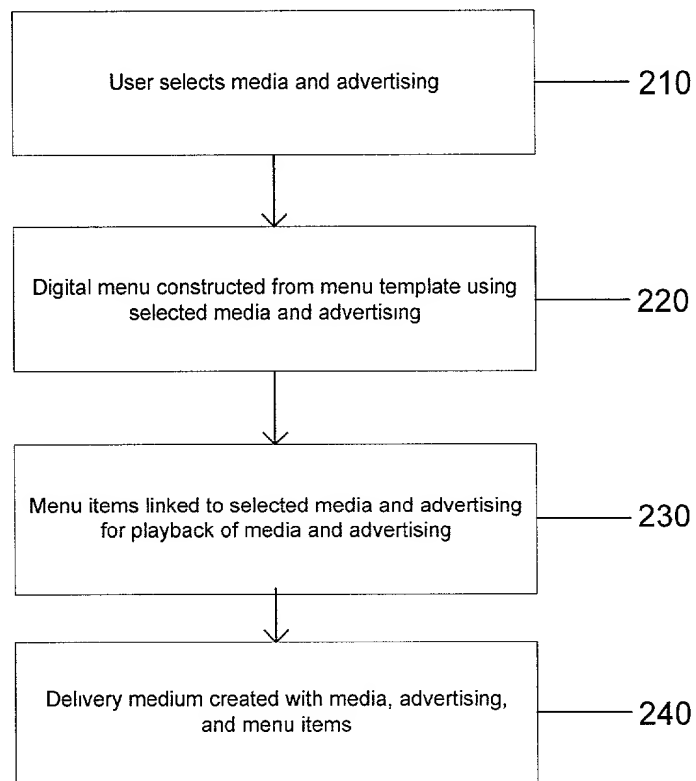 User selects media and advertising
210
Digital menu constructed from menu template using
selected media and advertising
220
Menu items linked to selected media and advertising
for playback of media and advertising
230
Delivery medium created with media, advertising,
and menu items
240